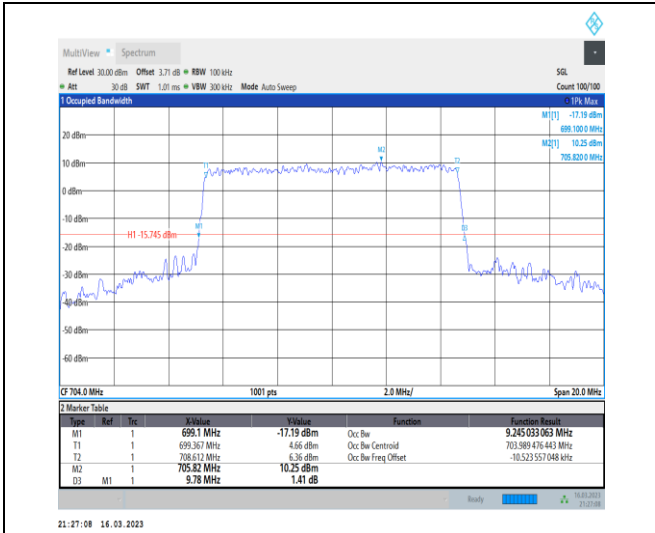 MultiView Spectrum
Ref Level 30.00 dBm Offset 3.71 dB RBW 100 kHz SGL
Att 30 dB SWT 1.01 ms VBW 300 kHz Mode Auto Sweep Count 100/100
1 Occupied Bandwidth 1Pk Max
M1[1] -17.19 dBm
699.100 0 MHz
M2[1] 10.25 dBm
705.820 0 MHz
20 dBm
M2
10 dBm
T1 T2
0 dBm
-10 dBm
M1 D3
H1 -15.745 dBm
-20 dBm
-30 dBm
-40 dBm
-50 dBm
-60 dBm
CF 704.0 MHz 1001 pts 2.0 MHz/ Span 20.0 MHz
2 Marker Table
Type Ref Trc X-Value Y-Value Function Function Result
M1 1 699.1 MHz -17.19 dBm Occ Bw 9.245 033 063 MHz
T1 1 699.367 MHz 4.66 dBm Occ Bw Centroid 703.989 476 443 MHz
T2 1 708.612 MHz 6.36 dBm Occ Bw Freq Offset -10.523 557 048 kHz
M2 1 705.82 MHz 10.25 dBm
D3 M1 1 9.78 MHz 1.41 dB
Ready 16.03.2023
21:27:08
21:27:08 16.03.2023